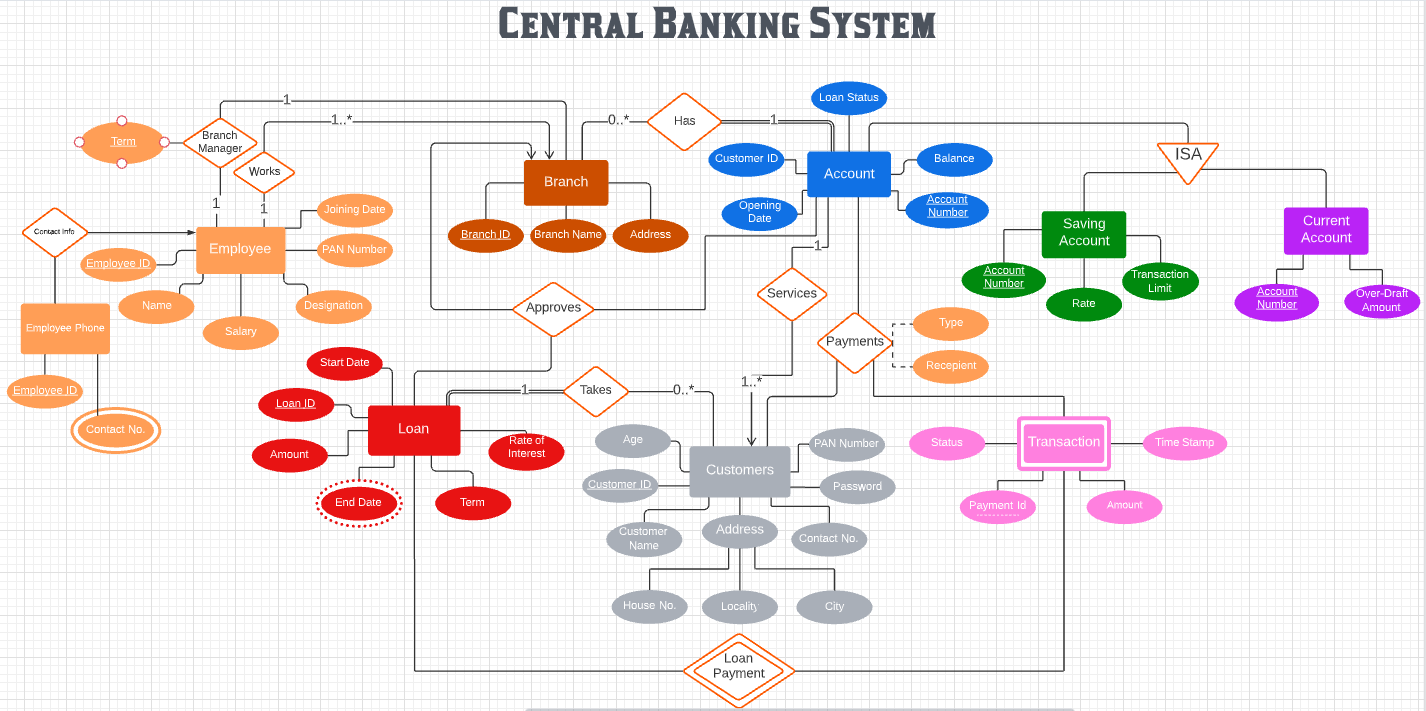 CENTRAL BANKING SYSTEM
1
Loan Status
1..*
0..*
Has
1
Term
Branch
Manager
Works
ISA
Customer ID
Balance
Account
Branch
1
1
Joining Date
Opening
Date
Account
Number
Contact Info
Employee
PAN Number
Branch ID
Branch Name
Address
1
Saving
Account
Current
Account
Employee ID
Account
Number
Transaction
Limit
Name
Designation
Salary
Approves
Services
Rate
Account
Number
Over-Draft
Amount
Employee Phone
Payments
Type
Recepient
Start Date
Employee ID
Loan ID
1
Takes
0..*
1..*
Contact No.
Loan
Amount
Rate of
Interest
Age
PAN Number
Status
Transaction
Time Stamp
Customers
Customer ID
Password
End Date
Term
Payment Id
Amount
Customer
Name
Address
Contact No.
House No.
Locality
City
Loan
Payment